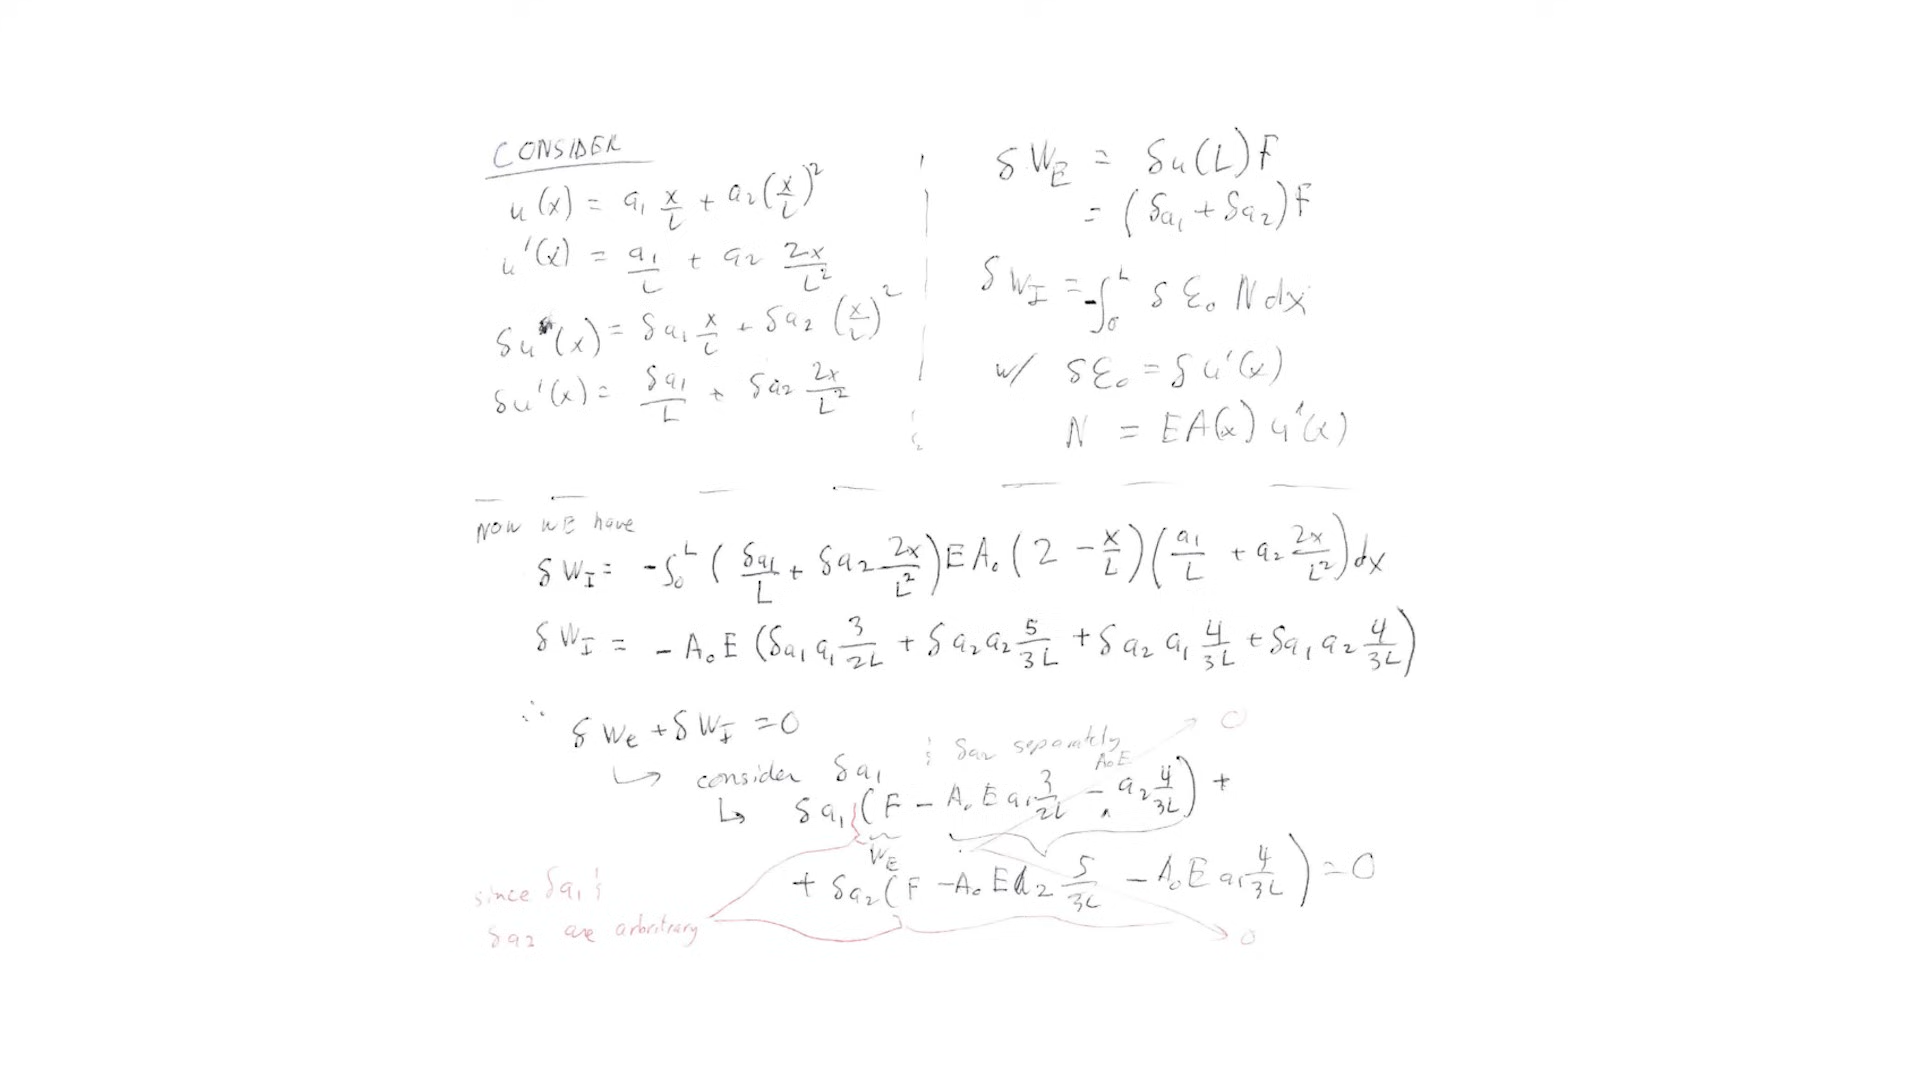 CONSIDER
u(x) = a₁ x/L + a₂(x/L)²
u'(x) = a₁/L + a₂ 2x/L²
δu(x) = δa₁ x/L + δa₂ (x/L)²
δu'(x) = δa₁/L + δa₂ 2x/L²
δW_E = δu(L)F
= (δa₁ + δa₂)F
δW_I = -∫₀ᴸ δε₀ N dx
w/ δε₀ = δu'(x)
N = EA(x) u'(x)
NOW WE have
δW_I = -∫₀ᴸ (δa₁/L + δa₂ 2x/L²) EA₀ (2 - x/L)(a₁/L + a₂ 2x/L²) dx
δW_I = -A₀E (δa₁ a₁ 3/2L + δa₂ a₂ 5/3L + δa₂ a₁ 4/3L + δa₁ a₂ 4/3L)
∴ δW_E + δW_I = 0
↳ consider δa₁ & δa₂ separately
↳ δa₁ (F - A₀E a₁ 3/2L - A₀E a₂ 4/3L) + → 0
W_E
+ δa₂ (F - A₀E a₂ 5/3L - A₀E a₁ 4/3L) = 0
→ 0
since δa₁ &
δa₂ are arbitrary